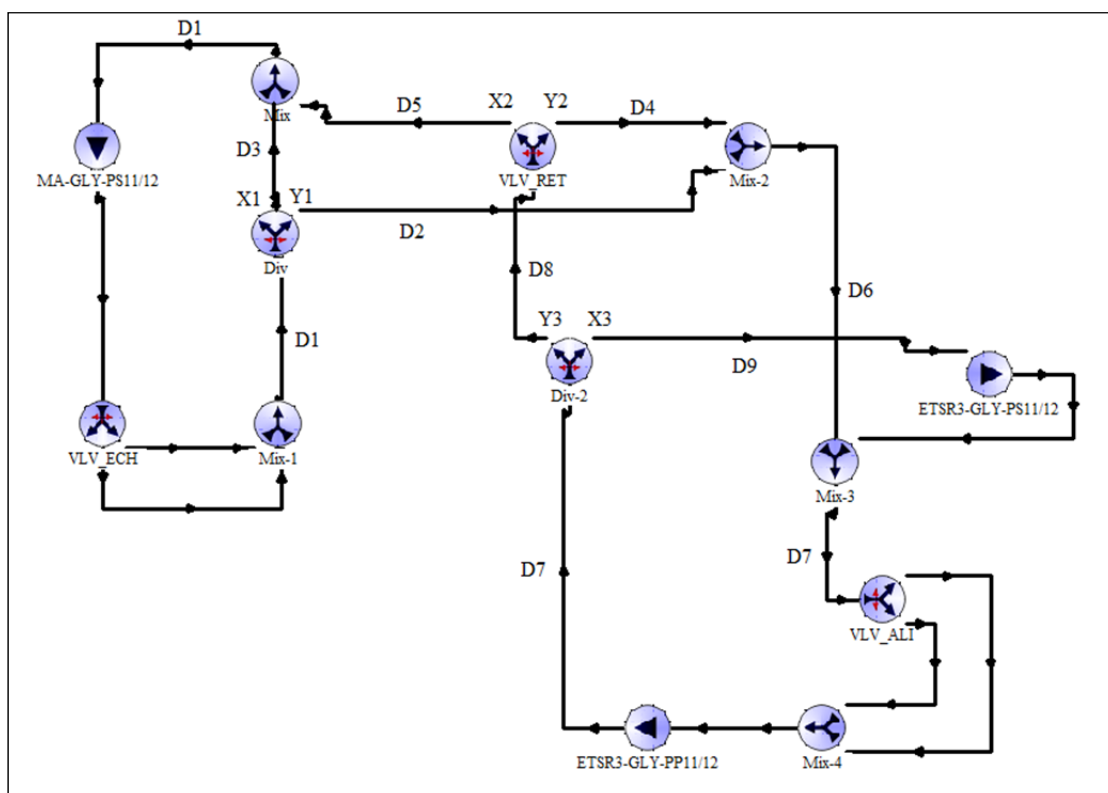 D1
Mix
MA-GLY-PS11/12
D5
X2
Y2
D4
VLV_RET
Mix-2
D3
X1
Y1
D2
Div
D8
D6
D1
Y3
X3
D9
Div-2
ETSR3-GLY-PS11/12
VLV_ECH
Mix-1
Mix-3
D7
D7
VLV_ALI
ETSR3-GLY-PP11/12
Mix-4